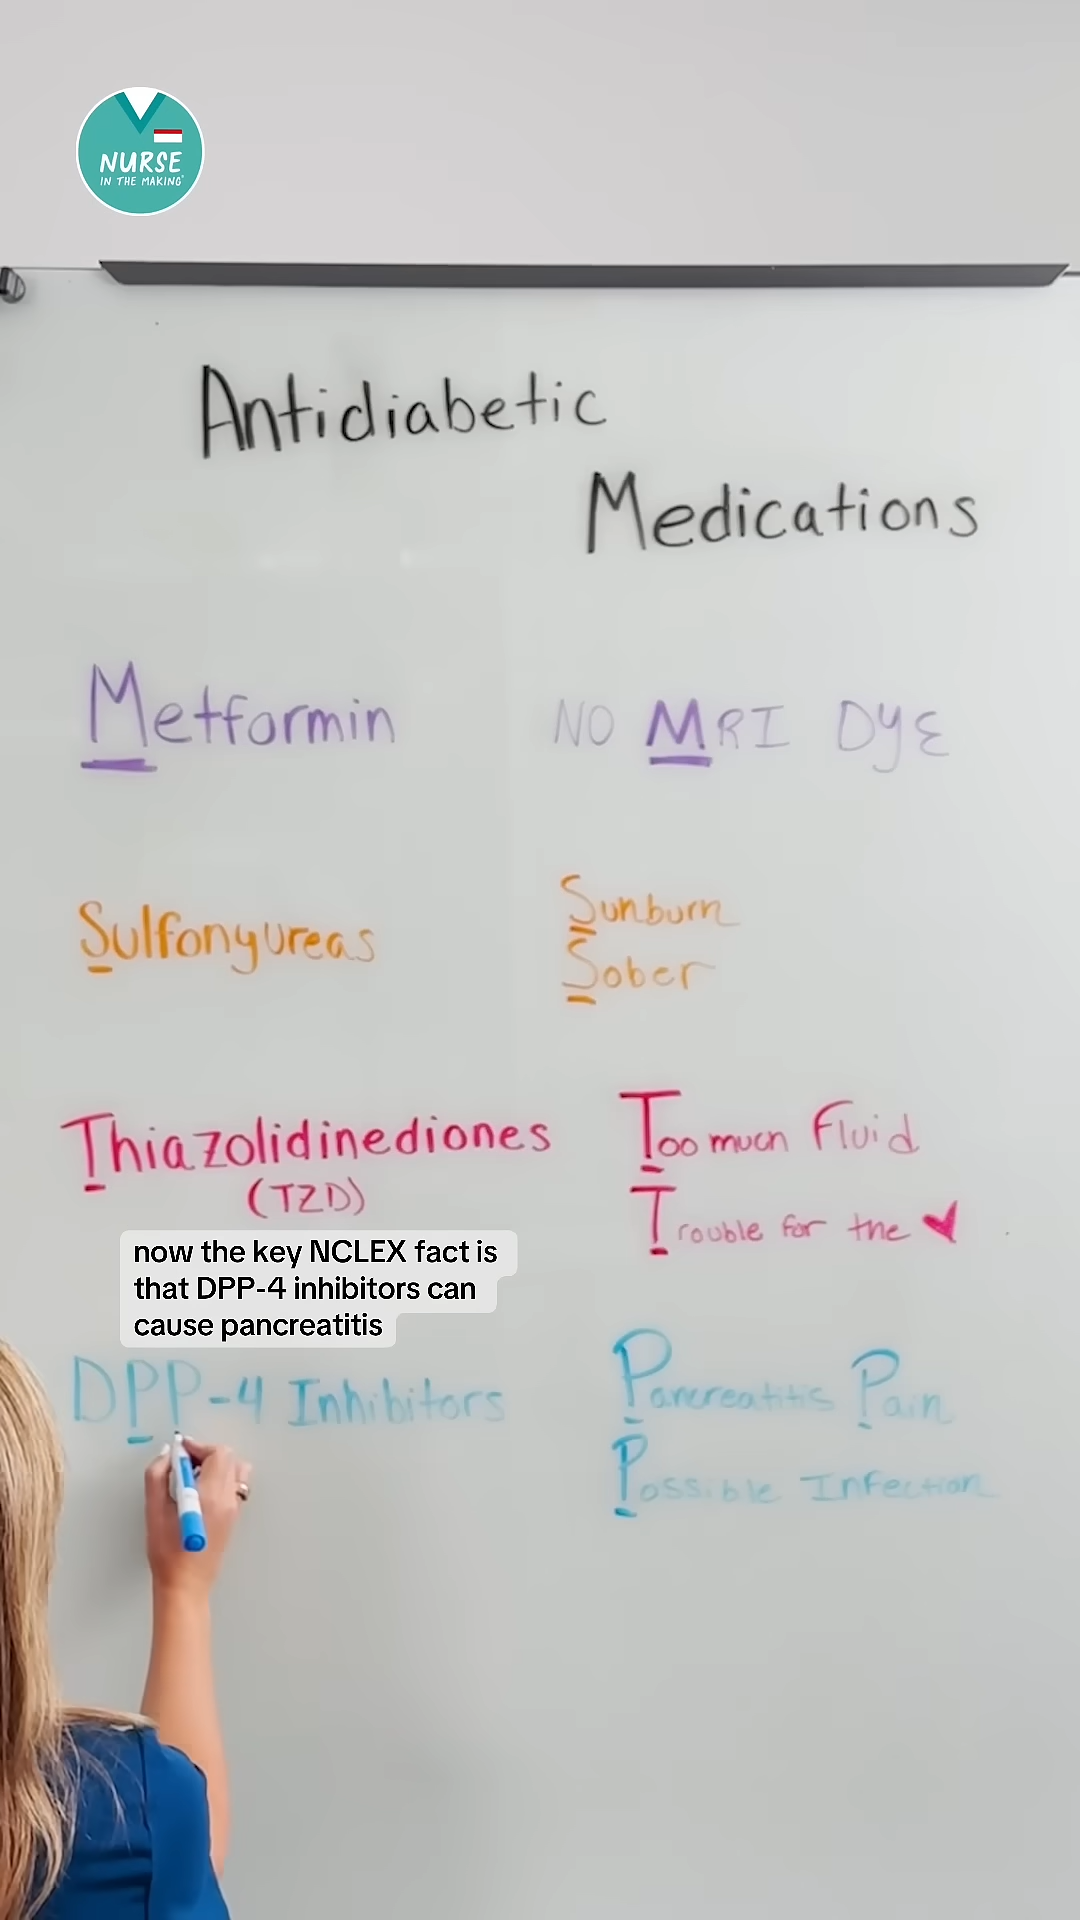 NURSE
IN THE MAKING
Antidiabetic
Medications
Metformin
NO MRI DYE
Sulfonyureas
Sunburn
Sober
Thiazolidinediones
(TZD)
Too much Fluid
Trouble for the
now the key NCLEX fact is
that DPP-4 inhibitors can
cause pancreatitis
DPP-4 Inhibitors
Pancreatitis Pain
Possible Infection